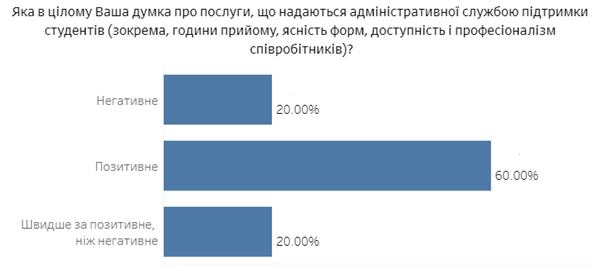 Яка в цілому Ваша думка про послуги, що надаються адміністративної службою підтримки
студентів (зокрема, години прийому, ясність форм, доступність і професіоналізм
співробітників)?
Негативне
20.00%
Позитивне
60.00%
Швидше за позитивне,
ніж негативне
20.00%